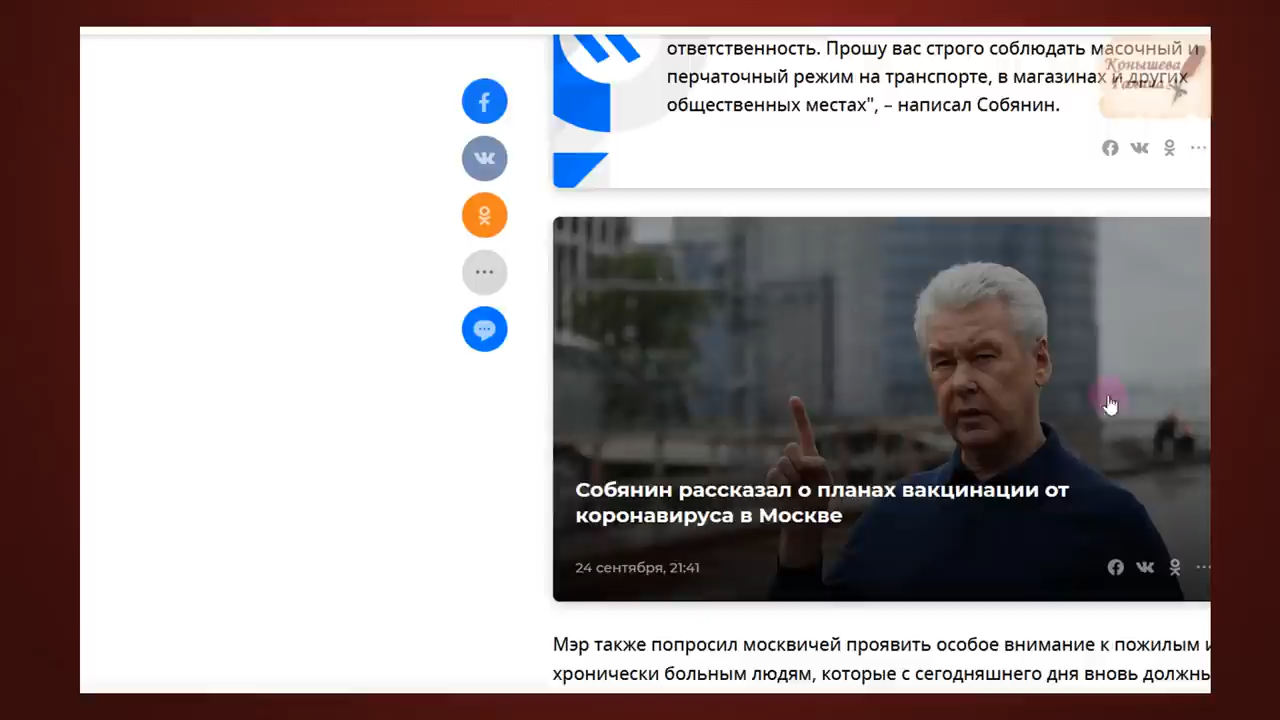 ответственность. Прошу вас строго соблюдать масочный и
перчаточный режим на транспорте, в магазинах и других
общественных местах", – написал Собянин.
Конышева
Галина
Собянин рассказал о планах вакцинации от
коронавируса в Москве
24 сентября, 21:41
Мэр также попросил москвичей проявить особое внимание к пожилым и
хронически больным людям, которые с сегодняшнего дня вновь должны